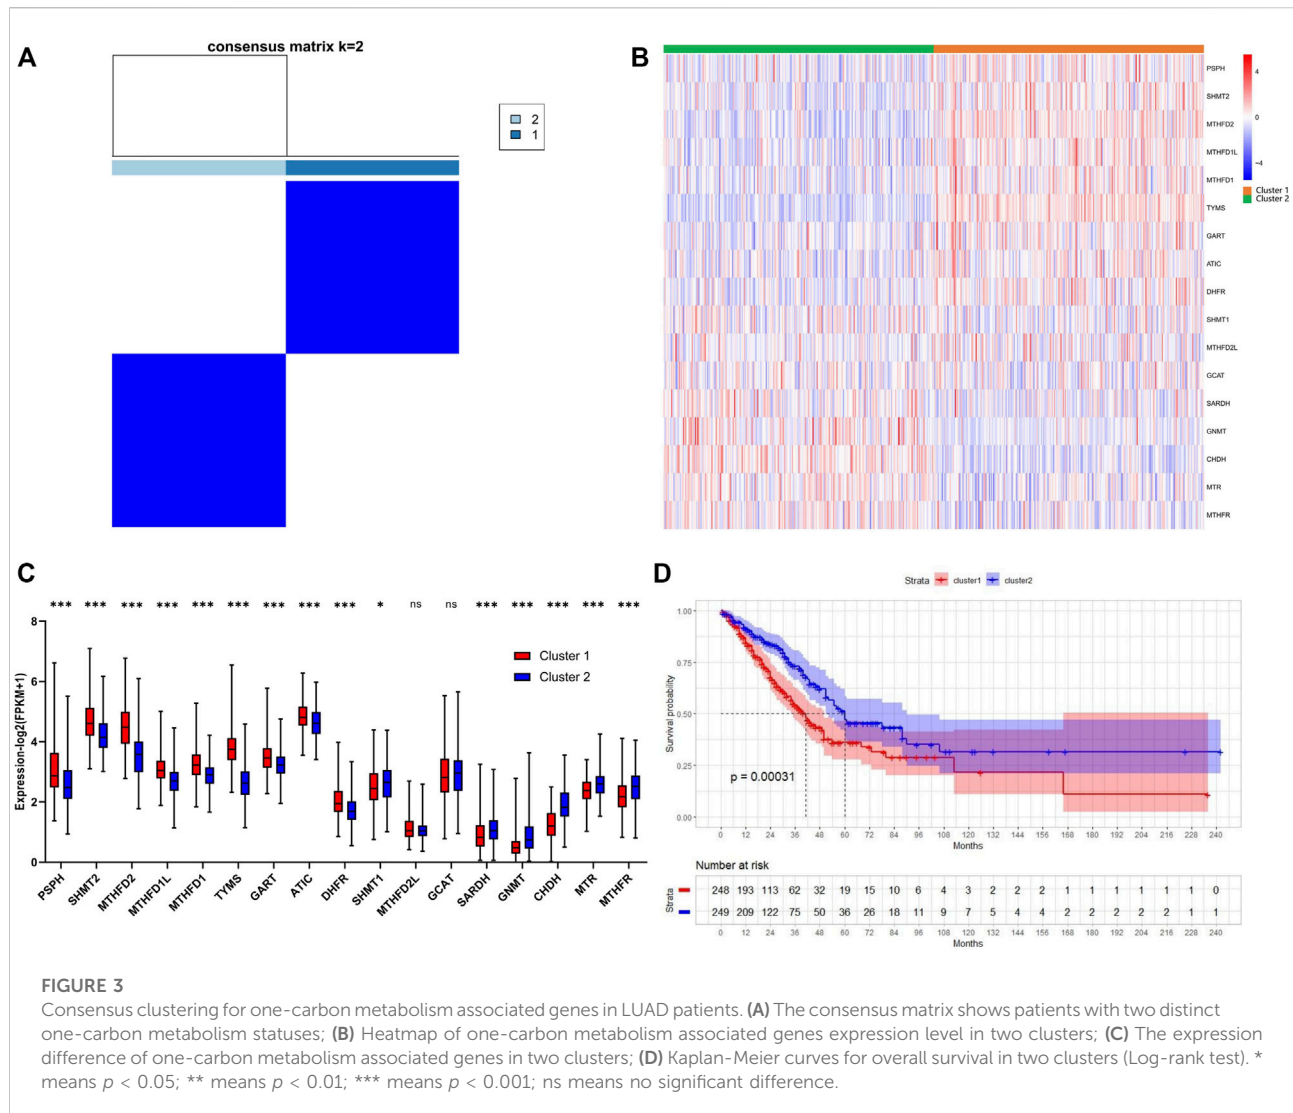 A
consensus matrix k=2
2
1
B
PSPH
SHMT2
MTHFD2
MTHFD1L
MTHFD1
TYMS
GART
ATIC
DHFR
SHMT1
MTHFD2L
GCAT
SARDH
GNMT
CHDH
MTR
MTHFR
4
0
−4
Cluster 1
Cluster 2
C
*** *** *** *** *** *** *** *** *** * ns ns *** *** *** *** ***
Expression-log2(FPKM+1)
8
6
4
2
0
Cluster 1
Cluster 2
PSPH SHMT2 MTHFD2 MTHFD1L MTHFD1 TYMS GART ATIC DHFR SHMT1 MTHFD2L GCAT SARDH GNMT CHDH MTR MTHFR
D
Strata cluster1 cluster2
Survival probability
1.00
0.75
0.50
0.25
0.00
p = 0.00031
0 12 24 36 48 60 72 84 96 108 120 132 144 156 168 180 192 204 216 228 240
Months
Number at risk
Strata
248 193 113 62 32 19 15 10 6 4 3 2 2 2 1 1 1 1 1 1 0
249 209 122 75 50 36 26 18 11 9 7 5 4 4 2 2 2 2 2 1 1
0 12 24 36 48 60 72 84 96 108 120 132 144 156 168 180 192 204 216 228 240
Months
FIGURE 3
Consensus clustering for one-carbon metabolism associated genes in LUAD patients. (A) The consensus matrix shows patients with two distinct
one-carbon metabolism statuses; (B) Heatmap of one-carbon metabolism associated genes expression level in two clusters; (C) The expression
difference of one-carbon metabolism associated genes in two clusters; (D) Kaplan-Meier curves for overall survival in two clusters (Log-rank test). *
means p < 0.05; ** means p < 0.01; *** means p < 0.001; ns means no significant difference.